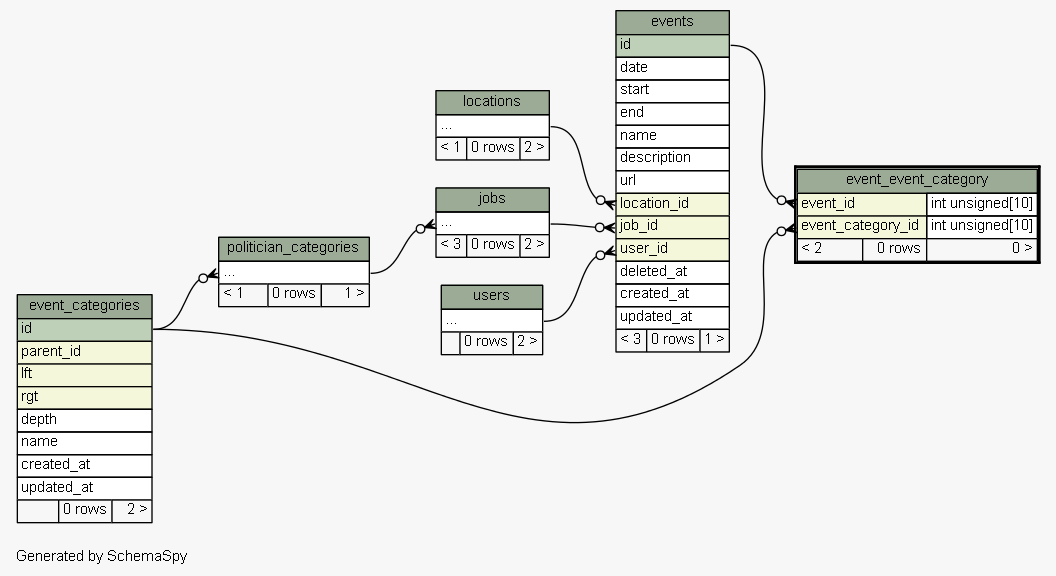 events
id
date
start
end
name
description
url
location_id
job_id
user_id
deleted_at
created_at
updated_at
< 3 0 rows 1 >
locations
...
< 1 0 rows 2 >
jobs
...
< 3 0 rows 2 >
users
...
0 rows 2 >
event_event_category
event_id int unsigned[10]
event_category_id int unsigned[10]
< 2 0 rows 0 >
politician_categories
...
< 1 0 rows 1 >
event_categories
id
parent_id
lft
rgt
depth
name
created_at
updated_at
0 rows 2 >
Generated by SchemaSpy